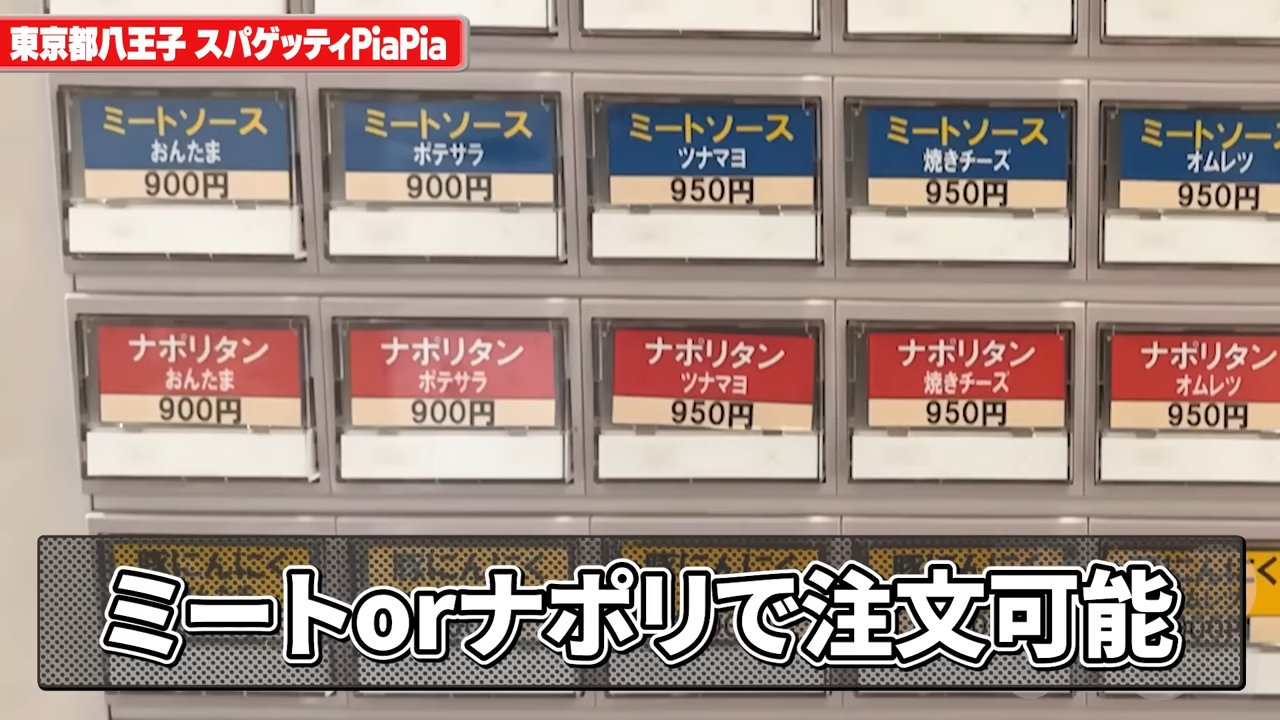 東京都八王子 スパゲッティPiaPia
ミートソース
おんたま
900円
ミートソース
ポテサラ
900円
ミートソース
ツナマヨ
950円
ミートソース
焼きチーズ
950円
ミートソー
オムレツ
950円
ナポリタン
おんたま
900円
ナポリタン
ポテサラ
900円
ナポリタン
ツナマヨ
950円
ナポリタン
焼きチーズ
950円
ナポリタン
オムレツ
950円
ミートorナポリで注文可能